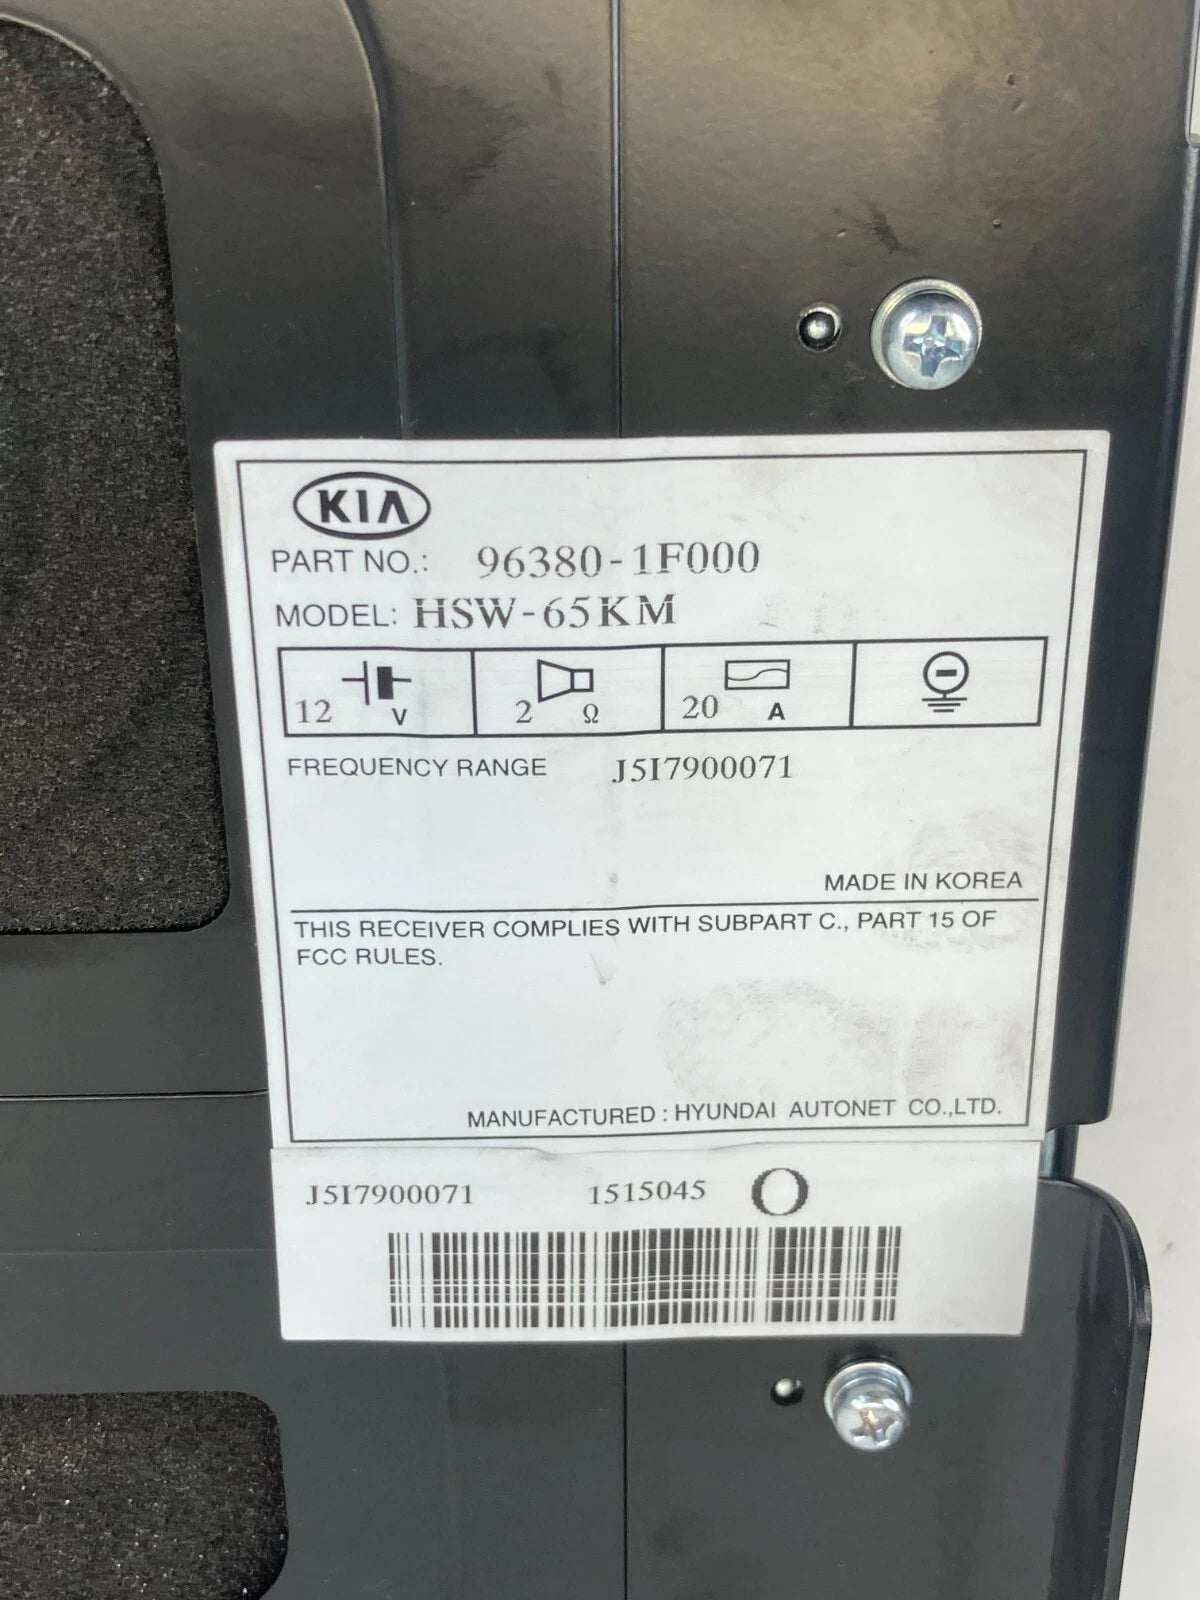 KIA
PART NO.: 96380-1F000
MODEL: HSW-65KM
12 V 2 Ω 20 A
FREQUENCY RANGE J5I7900071
MADE IN KOREA
THIS RECEIVER COMPLIES WITH SUBPART C., PART 15 OF
FCC RULES.
MANUFACTURED : HYUNDAI AUTONET CO.,LTD.
J5I7900071 1515045 O